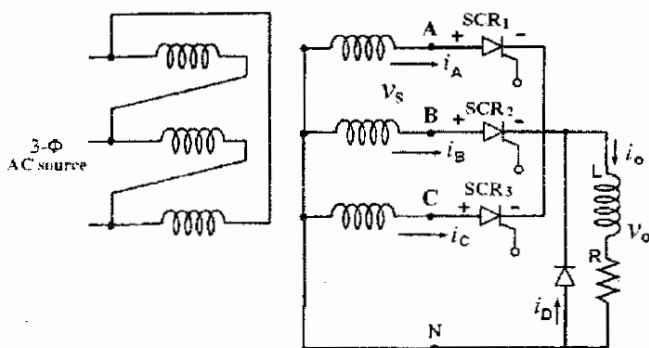 3-Φ
AC source
A
+
SCR1
-
iA
vs
B
+
SCR2
-
iB
C
+
SCR3
-
iC
io
L
vo
R
iD
N